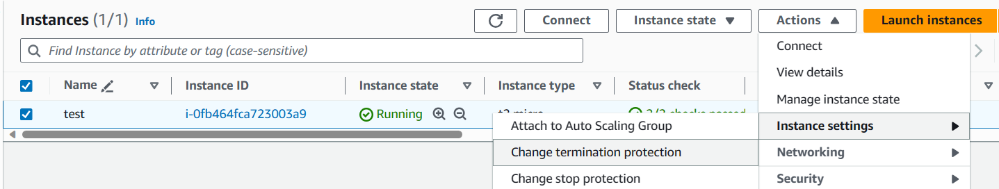 Instances (1/1) Info
Connect
Instance state
Actions
Launch instances
Find Instance by attribute or tag (case-sensitive)
Connect
View details
Manage instance state
Name
Instance ID
Instance state
Instance type
Status check
test
i-0fb464fca723003a9
Running
t2.micro
2/2 checks passed
Attach to Auto Scaling Group
Instance settings
Change termination protection
Networking
Change stop protection
Security